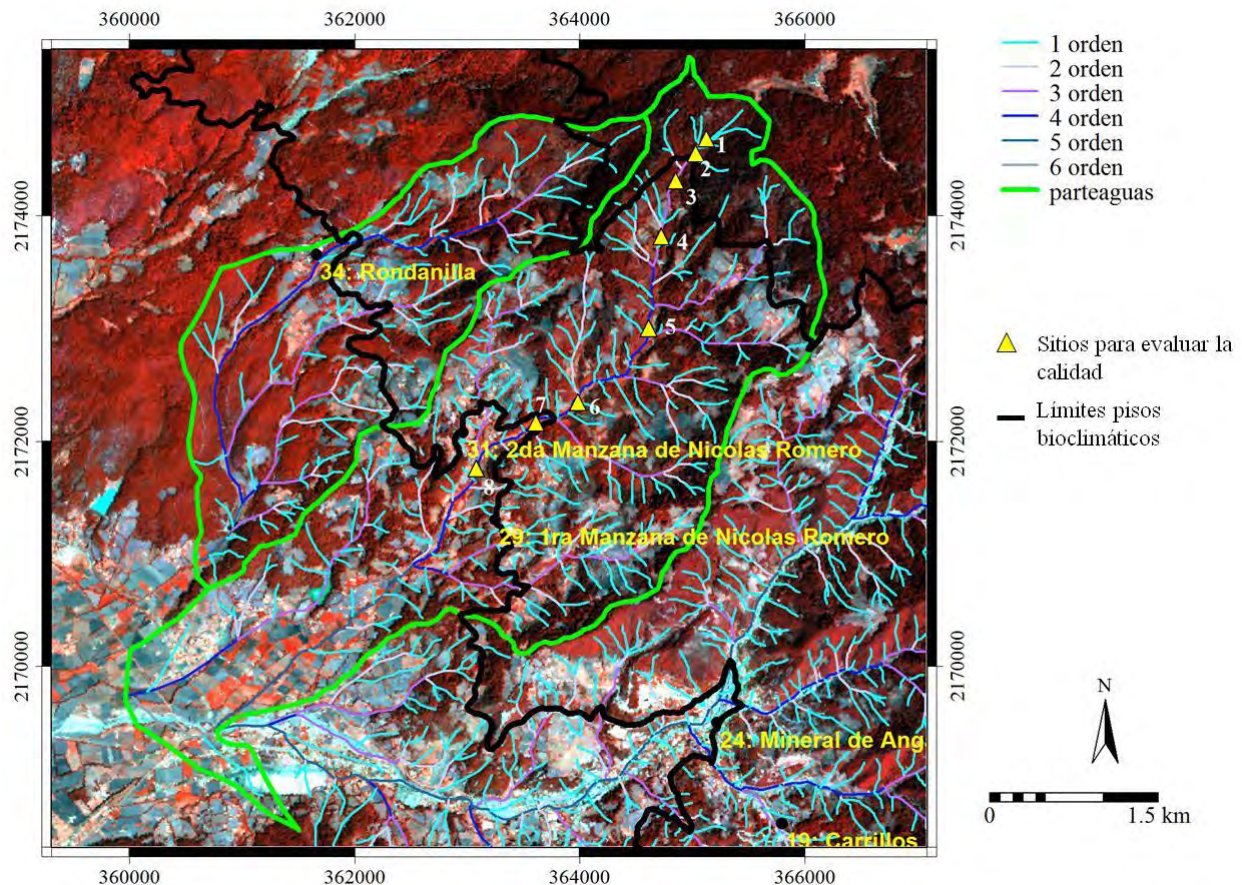 360000
362000
364000
366000
1 orden
2 orden
3 orden
4 orden
5 orden
6 orden
parteaguas
Sitios para evaluar la
calidad
Límites pisos
bioclimáticos
2174000
2172000
2170000
2174000
2172000
2170000
1
2
3
4
5
6
7
8
34: Rondanilla
31: 2da Manzana de Nicolas Romero
29: 1ra Manzana de Nicolas Romero
24: Mineral de Ang
19: Carrillos
N
0
1.5 km
360000
362000
364000
366000